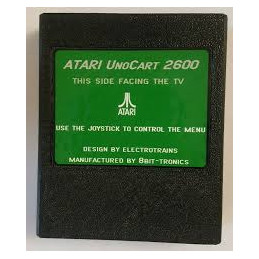 ATARI UNOCART 2600
THIS SIDE FACING THE TV
ATARI
USE THE JOYSTICK TO CONTROL THE MENU
DESIGN BY ELECTROTRAINS
MANUFACTURED BY 8BIT-TRONICS